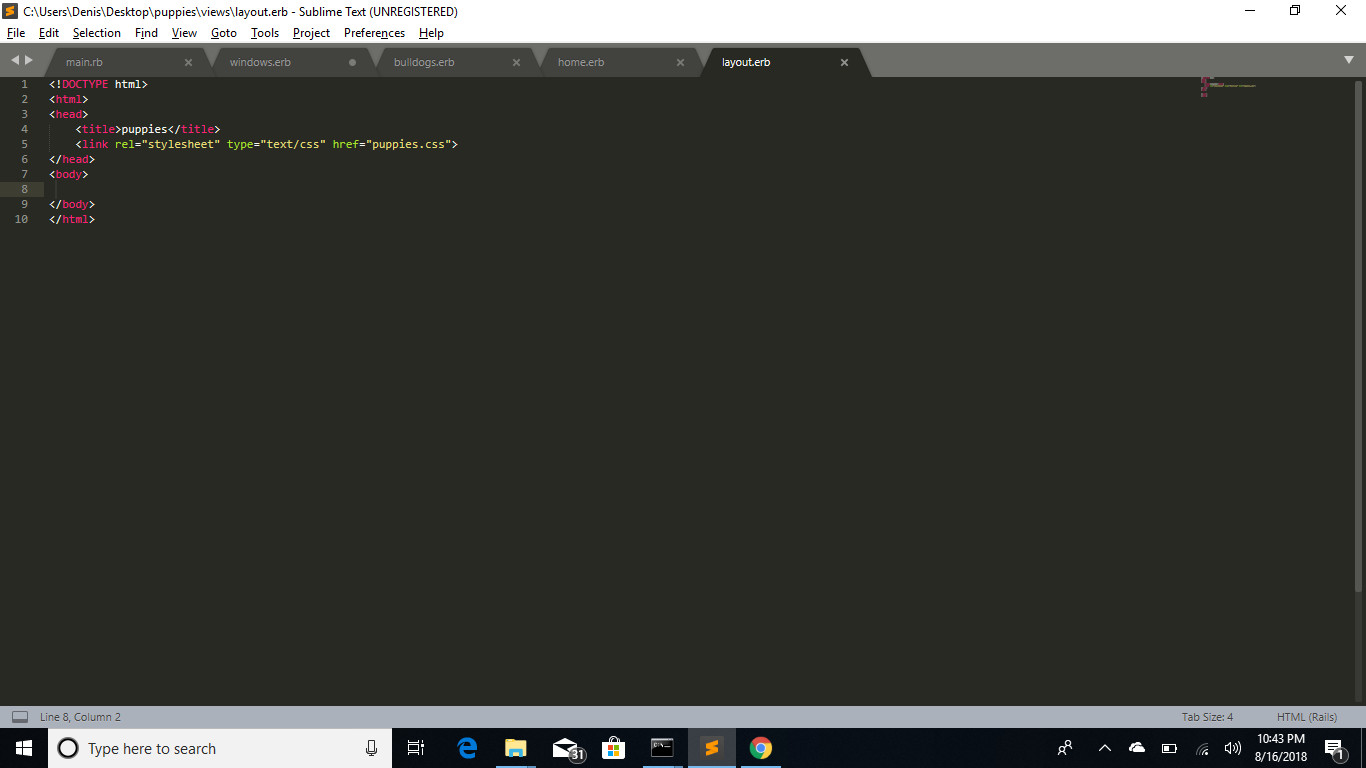 C:\Users\Denis\Desktop\puppies\views\layout.erb - Sublime Text (UNREGISTERED)
File Edit Selection Find View Goto Tools Project Preferences Help
main.rb windows.erb bulldogs.erb home.erb layout.erb
1 <!DOCTYPE html>
2 <html>
3 <head>
4 <title>puppies</title>
5 <link rel="stylesheet" type="text/css" href="puppies.css">
6 </head>
7 <body>
8
9 </body>
10 </html>
Line 8, Column 2 Tab Size: 4 HTML (Rails)
Type here to search 31 C:\_ 10:43 PM
8/16/2018 1